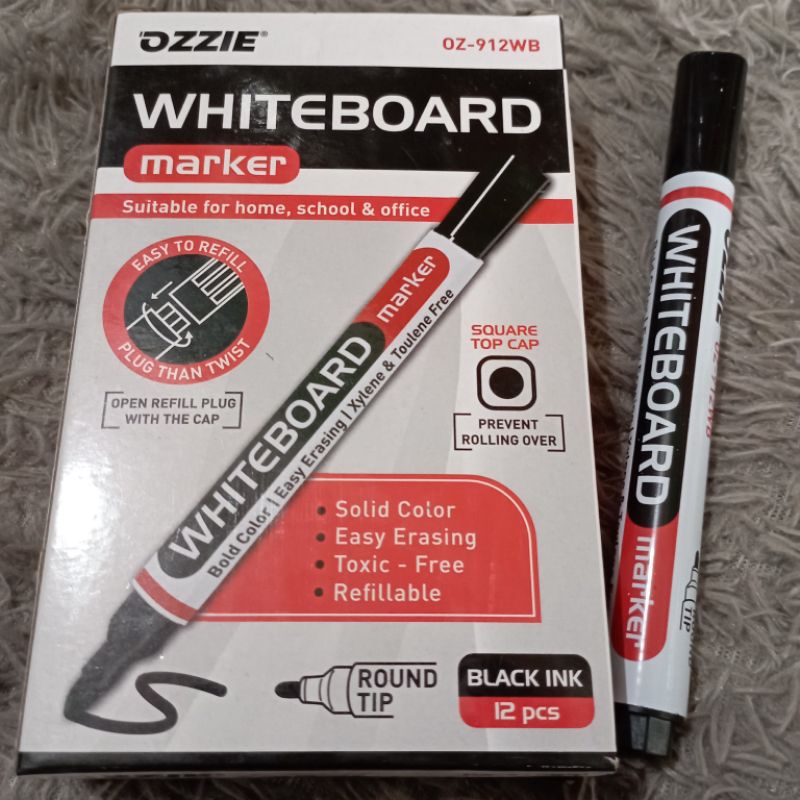 OZZIE®
OZ-912WB
WHITEBOARD
marker
Suitable for home, school & office
EASY TO REFILL
PLUG THAN TWIST
OPEN REFILL PLUG
WITH THE CAP
WHITEBOARD marker
Bold Color | Easy Erasing | Xylene & Toulene Free
SQUARE
TOP CAP
PREVENT
ROLLING OVER
• Solid Color
• Easy Erasing
• Toxic - Free
• Refillable
ROUND
TIP
BLACK INK
12 pcs
OZZIE
WHITEBOARD marker
TIP